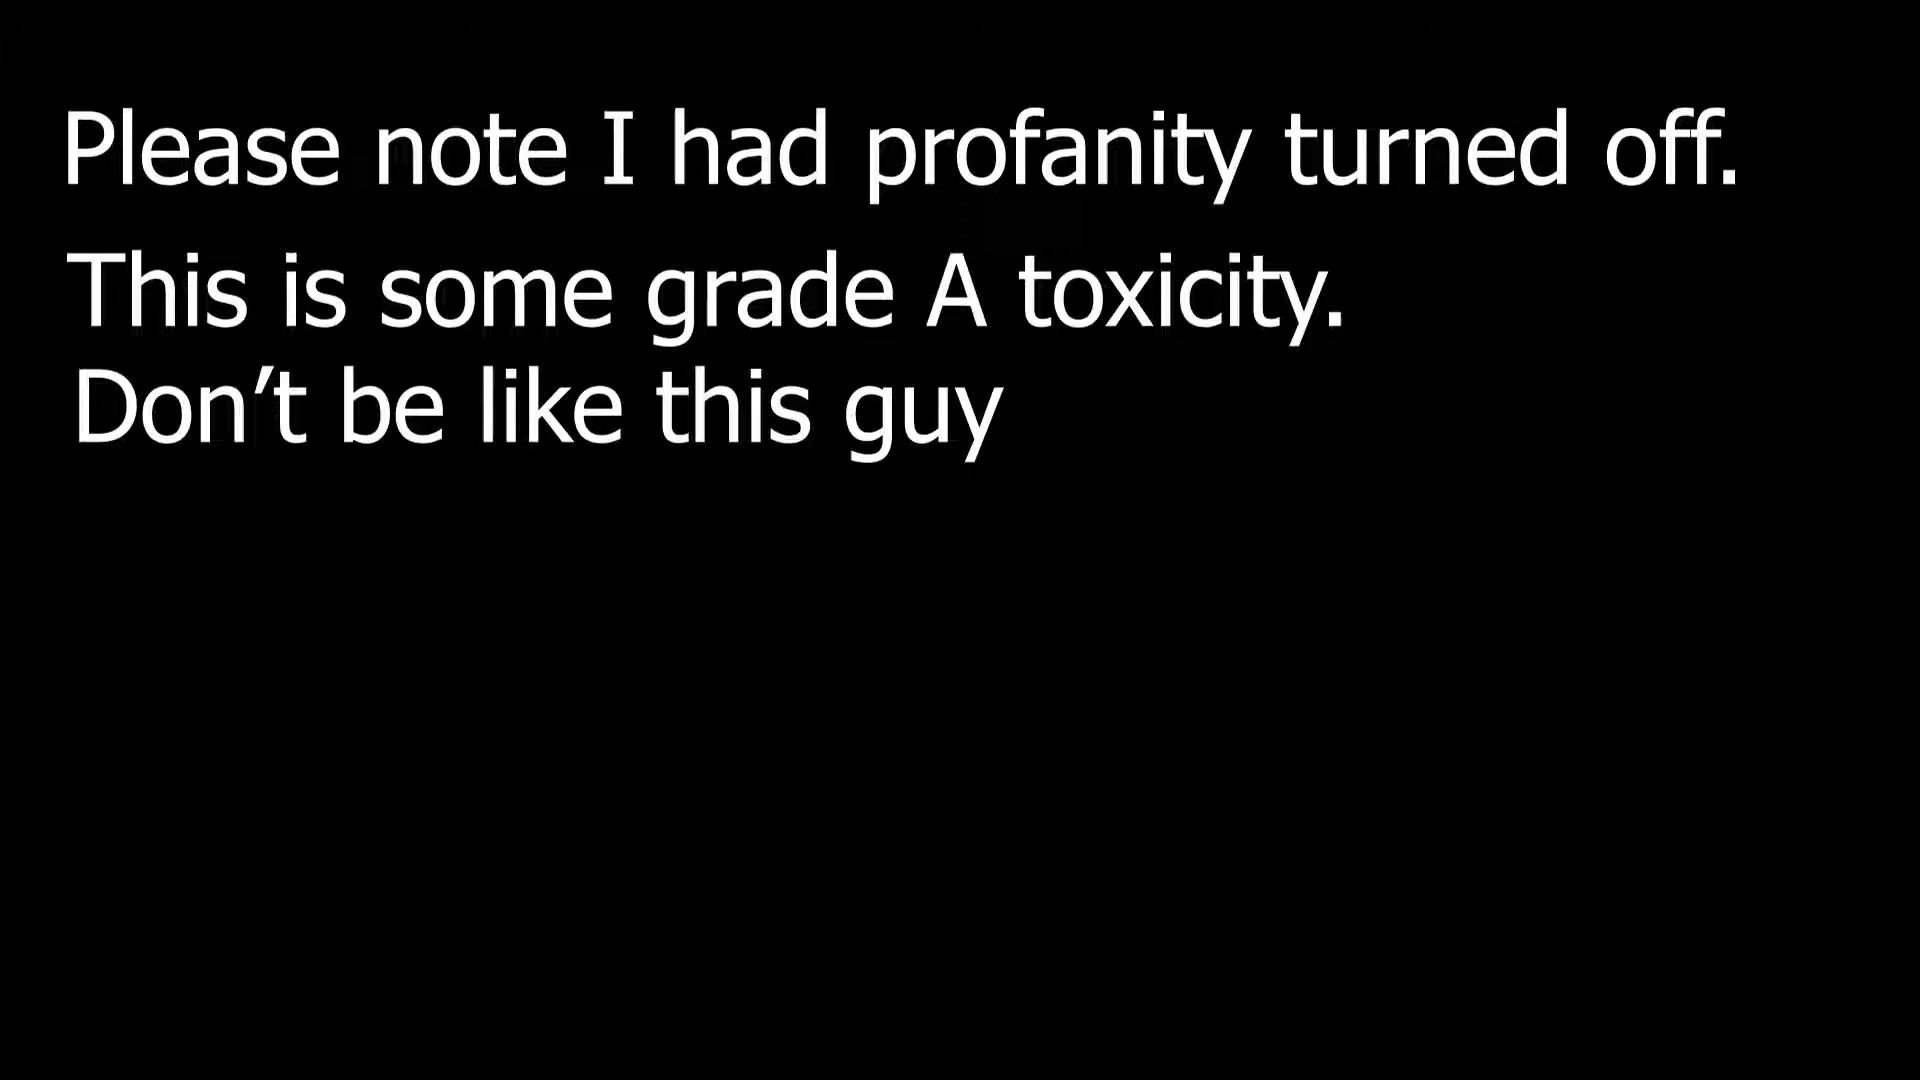 Please note I had profanity turned off.
This is some grade A toxicity.
Don’t be like this guy